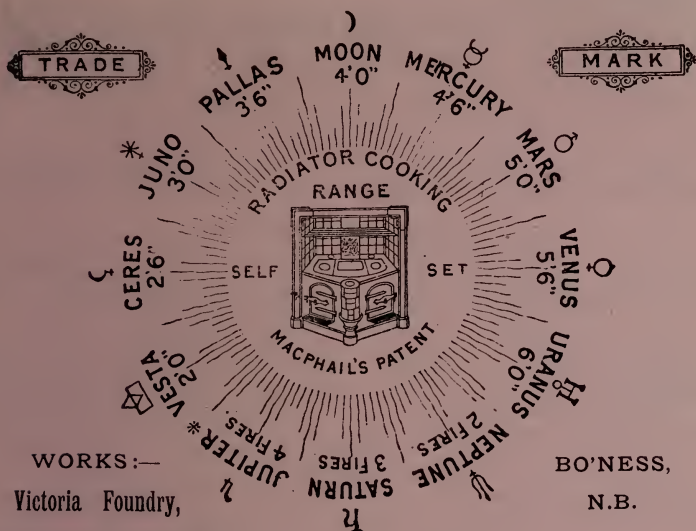 TRADE
MARK
MOON
4'0"
MERCURY
4'6"
MARS
5'0"
VENUS
5'6"
URANUS
6'0"
NEPTUNE
2 FIRES.
SATURN
3 FIRES
JUPITER*
4 FIRES
VESTA
2'0"
CERES
2'6"
JUNO
3'0"
PALLAS
3'6"
RADIATOR COOKING
RANGE
SELF SET
MACPHAIL'S PATENT
WORKS:—
Victoria Foundry,
BO'NESS,
N.B.